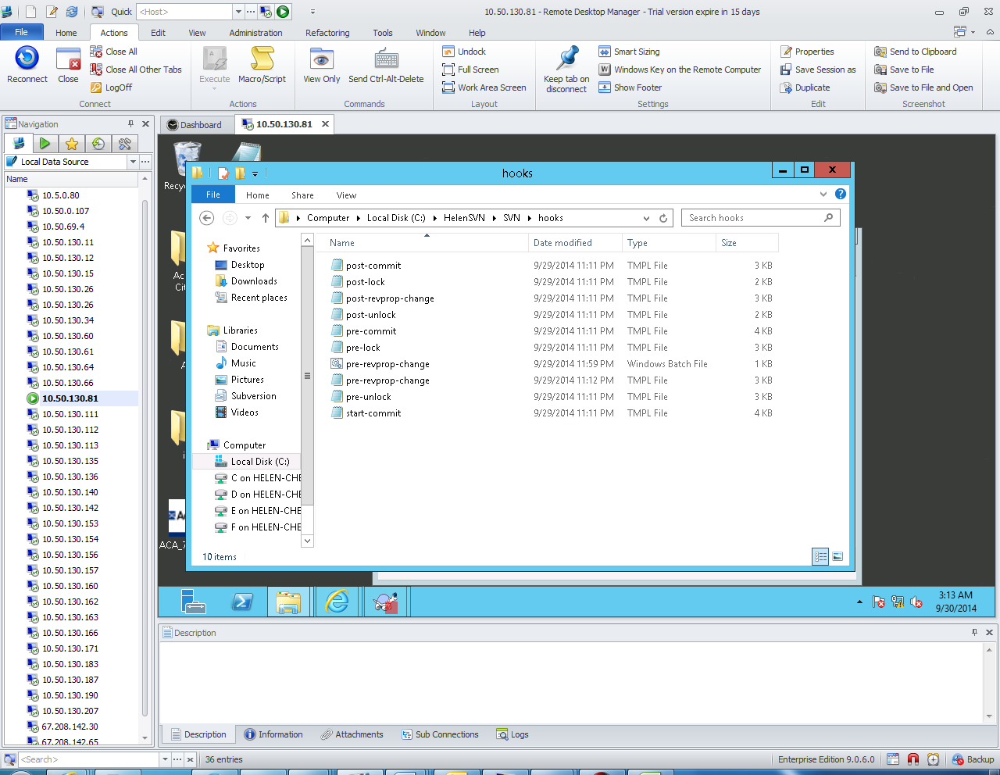 Quick
<Host>
10.50.130.81 - Remote Desktop Manager - Trial version expire in 15 days
File
Home
Actions
Edit
View
Administration
Refactoring
Tools
Window
Help
Reconnect
Close
Close All
Close All Other Tabs
LogOff
Connect
Execute
Macro/Script
Actions
View Only
Send Ctrl-Alt-Delete
Commands
Undock
Full Screen
Work Area Screen
Layout
Keep tab on
disconnect
Smart Sizing
Windows Key on the Remote Computer
Show Footer
Settings
Properties
Save Session as
Duplicate
Edit
Send to Clipboard
Save to File
Save to File and Open
Screenshot
Navigation
Local Data Source
Name
10.5.0.80
10.50.0.107
10.50.69.4
10.50.130.11
10.50.130.12
10.50.130.15
10.50.130.26
10.50.130.26
10.50.130.34
10.50.130.60
10.50.130.61
10.50.130.64
10.50.130.66
10.50.130.81
10.50.130.111
10.50.130.112
10.50.130.113
10.50.130.135
10.50.130.136
10.50.130.140
10.50.130.142
10.50.130.153
10.50.130.154
10.50.130.156
10.50.130.157
10.50.130.160
10.50.130.162
10.50.130.163
10.50.130.166
10.50.130.171
10.50.130.183
10.50.130.187
10.50.130.190
10.50.130.207
67.208.142.30
67.208.142.65
Dashboard
10.50.130.81
Recyc
Ac
Cit
A
i
ACA_7
hooks
File
Home
Share
View
Computer
Local Disk (C:)
HelenSVN
SVN
hooks
Search hooks
Favorites
Desktop
Downloads
Recent places
Libraries
Documents
Music
Pictures
Subversion
Videos
Computer
Local Disk (C:)
C on HELEN-CHE
D on HELEN-CHE
E on HELEN-CHE
F on HELEN-CHE
Name Date modified Type Size
post-commit 9/29/2014 11:11 PM TMPL File 3 KB
post-lock 9/29/2014 11:11 PM TMPL File 2 KB
post-revprop-change 9/29/2014 11:11 PM TMPL File 3 KB
post-unlock 9/29/2014 11:11 PM TMPL File 2 KB
pre-commit 9/29/2014 11:11 PM TMPL File 4 KB
pre-lock 9/29/2014 11:11 PM TMPL File 3 KB
pre-revprop-change 9/29/2014 11:59 PM Windows Batch File 1 KB
pre-revprop-change 9/29/2014 11:12 PM TMPL File 3 KB
pre-unlock 9/29/2014 11:11 PM TMPL File 3 KB
start-commit 9/29/2014 11:11 PM TMPL File 4 KB
10 items
3:13 AM
9/30/2014
Description
Description
Information
Attachments
Sub Connections
Logs
<Search>
36 entries
Enterprise Edition 9.0.6.0
Backup